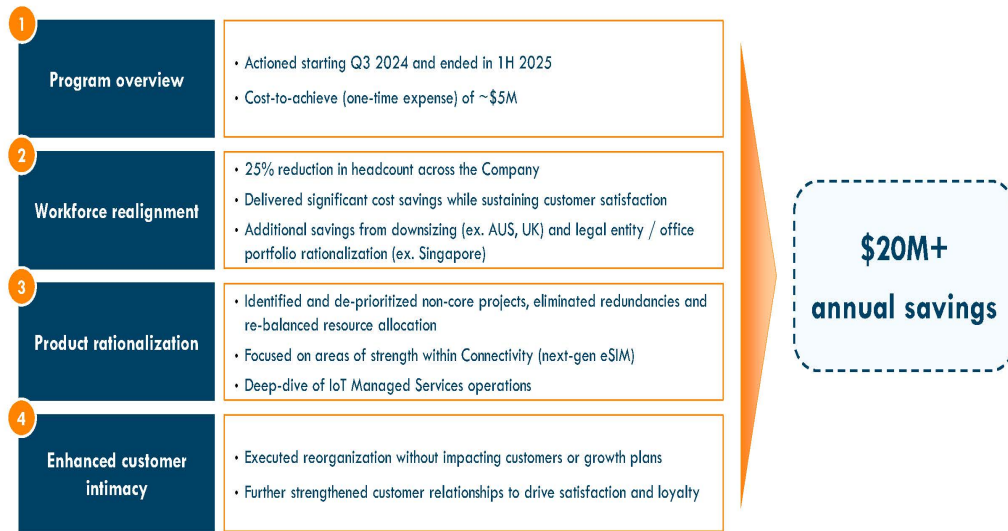 1
Program overview
• Actioned starting Q3 2024 and ended in 1H 2025
• Cost-to-achieve (one-time expense) of ~$5M
2
Workforce realignment
• 25% reduction in headcount across the Company
• Delivered significant cost savings while sustaining customer satisfaction
• Additional savings from downsizing (ex. AUS, UK) and legal entity / office
portfolio rationalization (ex. Singapore)
3
Product rationalization
• Identified and de-prioritized non-core projects, eliminated redundancies and
re-balanced resource allocation
• Focused on areas of strength within Connectivity (next-gen eSIM)
• Deep-dive of IoT Managed Services operations
4
Enhanced customer
intimacy
• Executed reorganization without impacting customers or growth plans
• Further strengthened customer relationships to drive satisfaction and loyalty
$20M+
annual savings